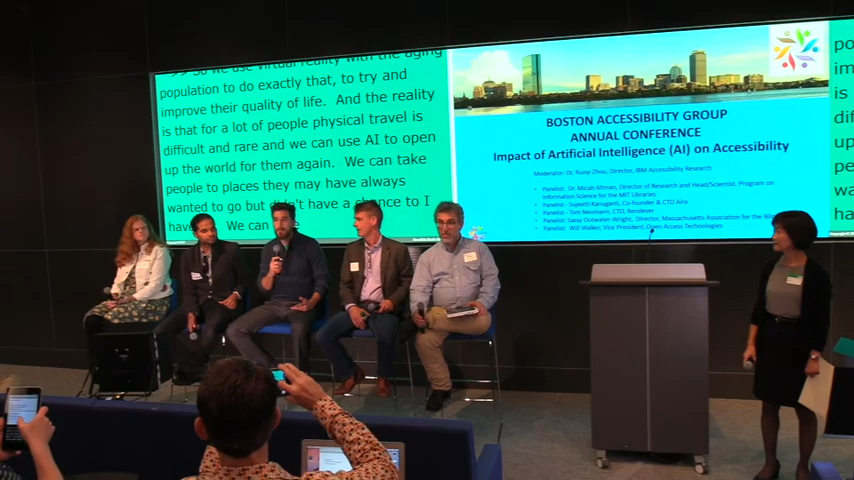 >> So we use virtual reality with the aging
population to do exactly that, to try and
improve their quality of life. And the reality
is that for a lot of people physical travel is
difficult and rare and we can use AI to open
up the world for them again. We can take
people to places they may have always
wanted to go but didn't have a chance to I
We can
BOSTON ACCESSIBILITY GROUP
ANNUAL CONFERENCE
Impact of Artificial Intelligence (AI) on Accessibility
Moderator: Dr. Ruoyi Zhou, Director, IBM Accessibility Research
• Panelist: Dr. Micah Altman, Director of Research and Head/Scientist, Program on
Information Science for the MIT Libraries
• Panelist: Sujeeth Kanuganti, Co-founder & CTO Aira
• Panelist: Tom Neumann, CTO, Rendever
• Panelist: Sassy Outwater-Wright, Director, Massachusetts Association for the Blind
• Panelist: Will Walker, Vice President, Open Access Technologies